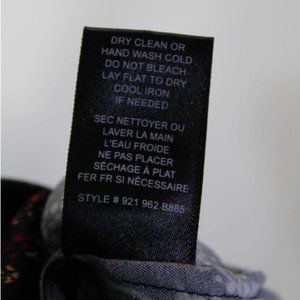 DRY CLEAN OR
HAND WASH COLD
DO NOT BLEACH
LAY FLAT TO DRY
COOL IRON
IF NEEDED
SEC NETTOYER OU
LAVER LA MAIN
L'EAU FROIDE
NE PAS PLACER
SÉCHAGE À PLAT
FER FR SI NÉCESSAIRE
STYLE # 921 962.B885